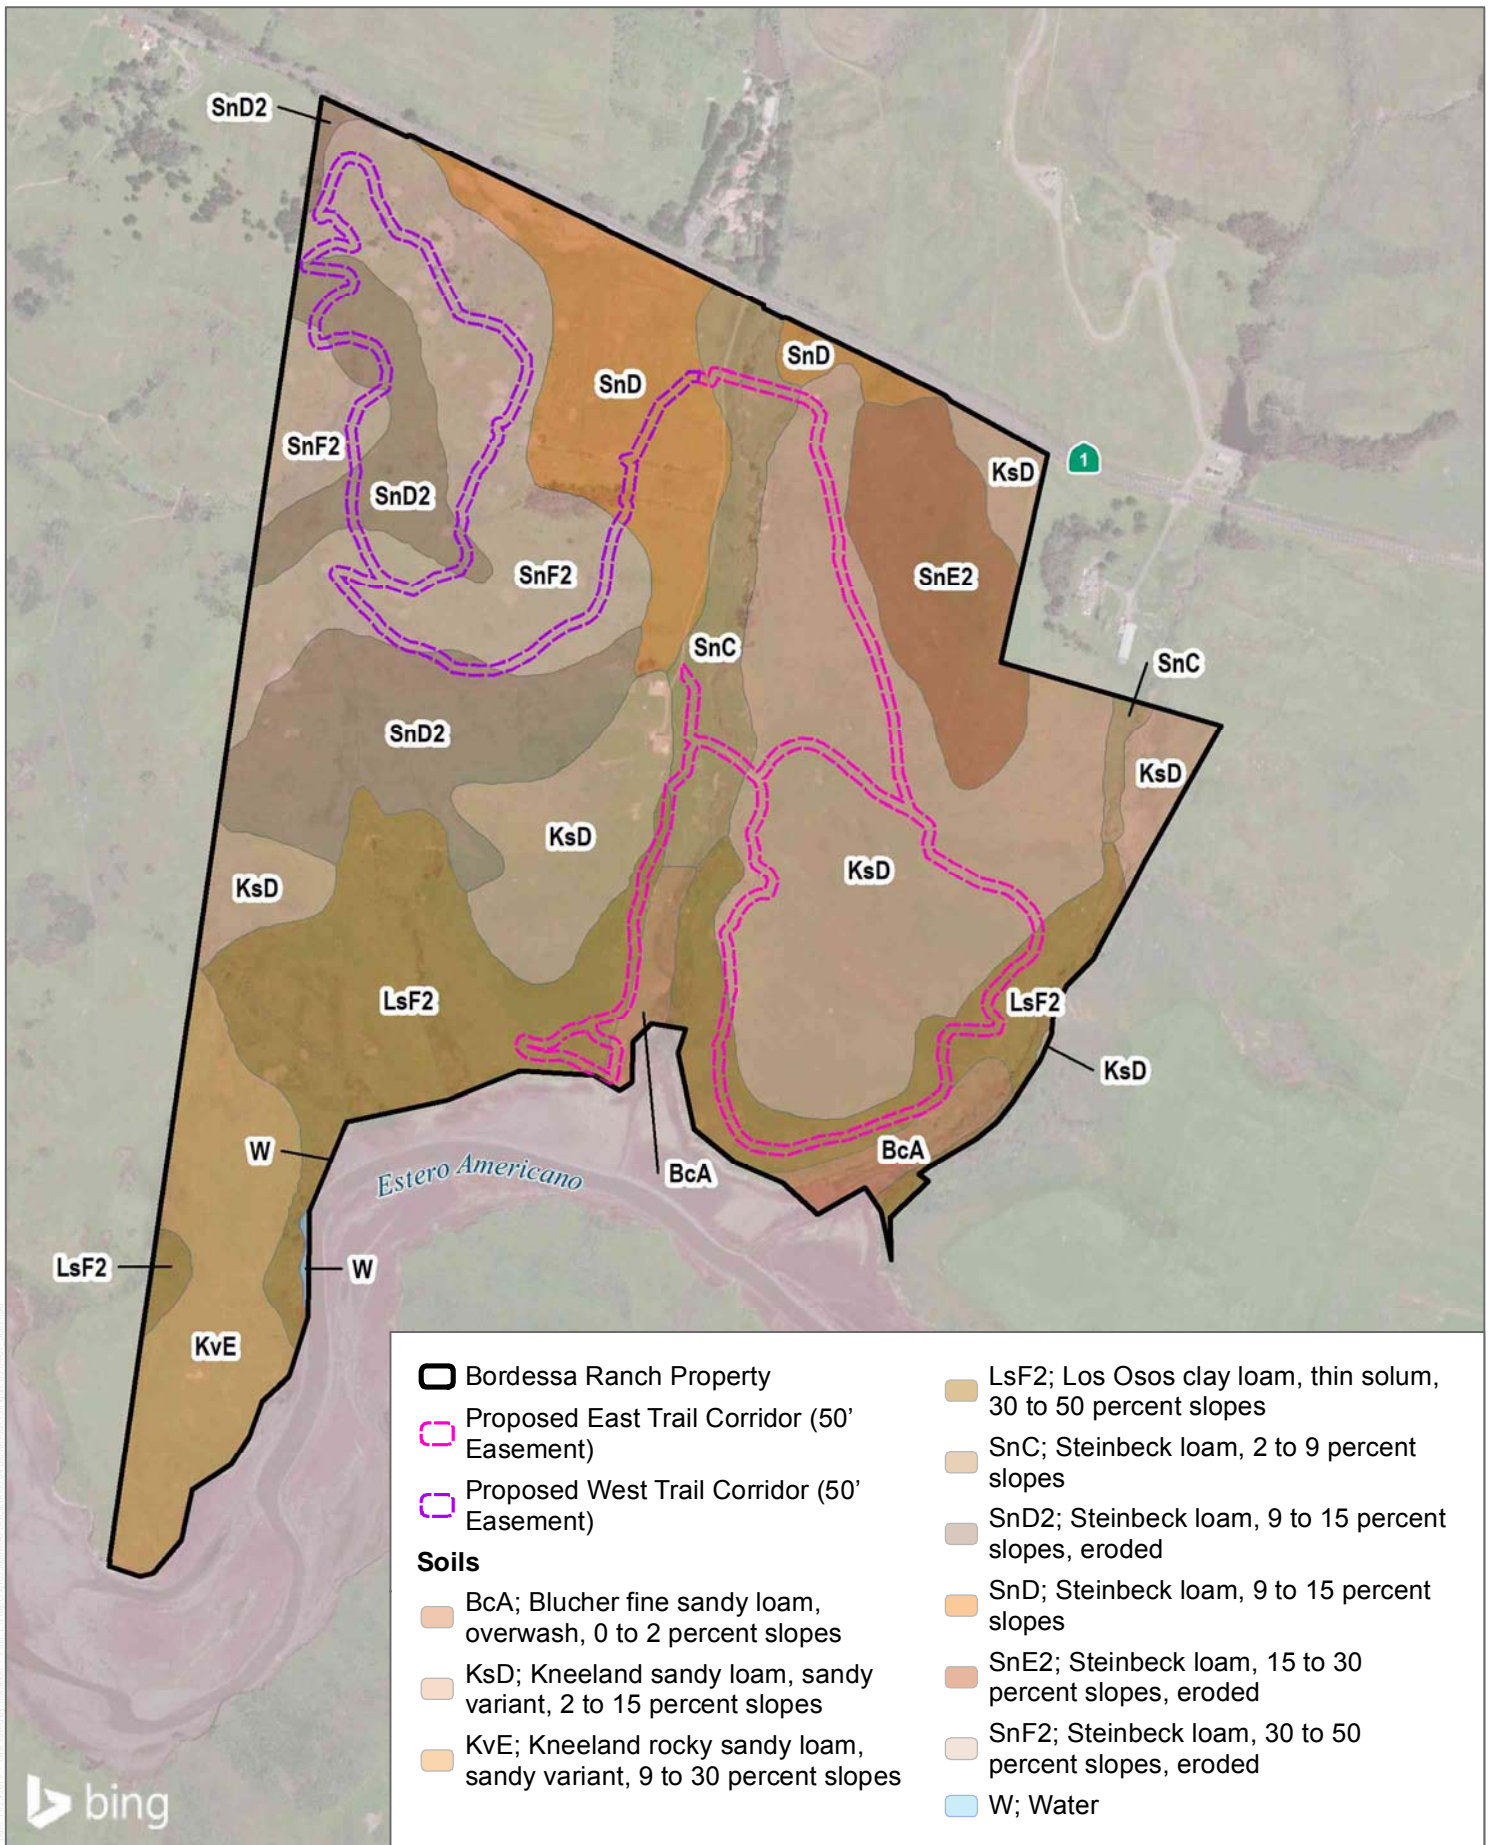 SnD2
SnD
SnD
SnF2
KsD
1
SnD2
SnF2
SnE2
SnC
SnC
SnD2
KsD
KsD
KsD
KsD
LsF2
LsF2
KsD
W
BcA
BcA
Estero Americano
LsF2
W
KvE
Bordessa Ranch Property
Proposed East Trail Corridor (50’
Easement)
Proposed West Trail Corridor (50’
Easement)
Soils
BcA; Blucher fine sandy loam,
overwash, 0 to 2 percent slopes
KsD; Kneeland sandy loam, sandy
variant, 2 to 15 percent slopes
KvE; Kneeland rocky sandy loam,
sandy variant, 9 to 30 percent slopes
LsF2; Los Osos clay loam, thin solum,
30 to 50 percent slopes
SnC; Steinbeck loam, 2 to 9 percent
slopes
SnD2; Steinbeck loam, 9 to 15 percent
slopes, eroded
SnD; Steinbeck loam, 9 to 15 percent
slopes
SnE2; Steinbeck loam, 15 to 30
percent slopes, eroded
SnF2; Steinbeck loam, 30 to 50
percent slopes, eroded
W; Water
bing